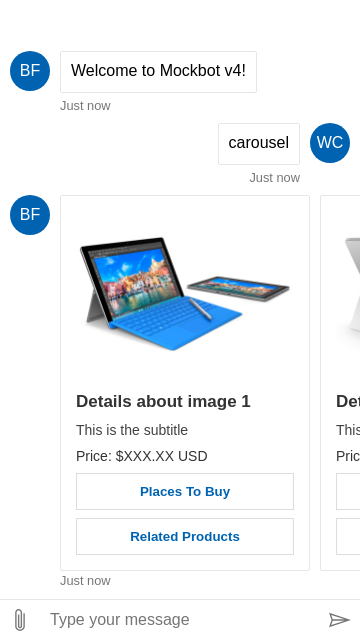 BF
Welcome to Mockbot v4!
Just now
carousel
WC
Just now
BF
Details about image 1
This is the subtitle
Price: $XXX.XX USD
Places To Buy
Related Products
Det
This
Pric
Just now
Type your message